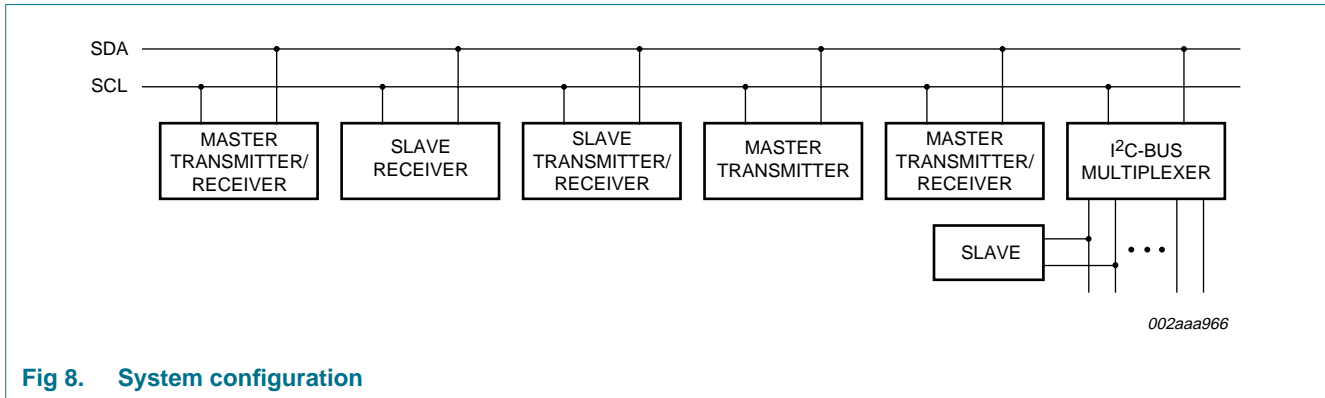 SDA
SCL
MASTER
TRANSMITTER/
RECEIVER
SLAVE
RECEIVER
SLAVE
TRANSMITTER/
RECEIVER
MASTER
TRANSMITTER
MASTER
TRANSMITTER/
RECEIVER
I²C-BUS
MULTIPLEXER
SLAVE
002aaa966
Fig 8. System configuration